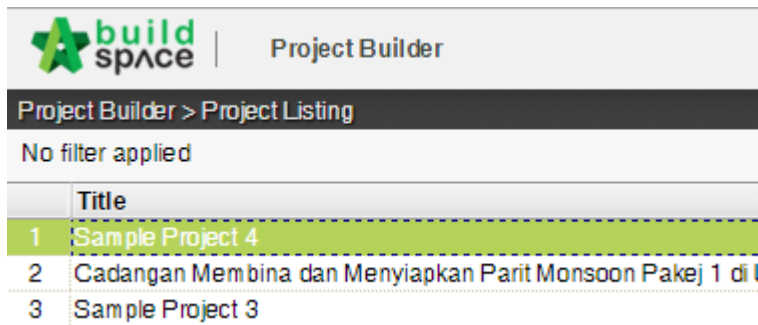 build
spʌce
Project Builder
Project Builder > Project Listing
No filter applied
Title
1 Sample Project 4
2 Cadangan Membina dan Menyiapkan Parit Monsoon Pakej 1 di
3 Sample Project 3